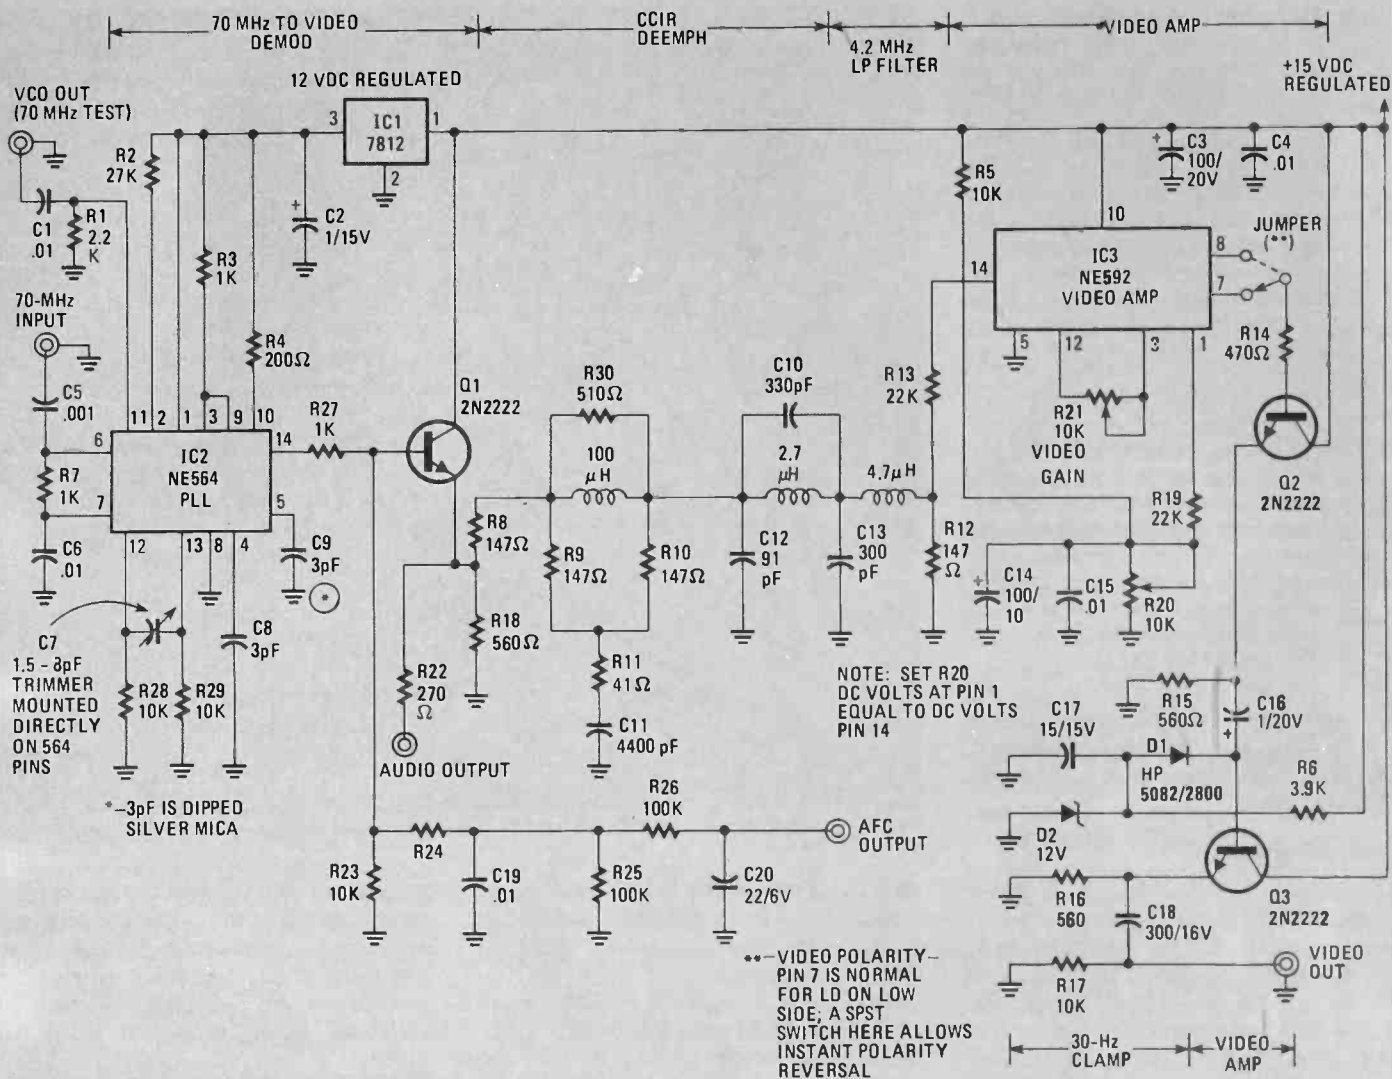 70 MHz TO VIDEO
DEMOD
CCIR
DEEMPH
4.2 MHz
LP FILTER
VIDEO AMP
+15 VDC
REGULATED
VCO OUT
(70 MHz TEST)
12 VDC REGULATED
3
IC1
7812
1
2
R2
27K
C1
.01
R1
2.2
K
R3
1K
C2
1/15V
+
R4
200Ω
R5
10K
+
C3
100/
20V
C4
.01
10
14
IC3
NE592
VIDEO AMP
8
7
JUMPER
(**)
5
12
3
1
R14
470Ω
70-MHz
INPUT
C5
.001
11
2
1
3
9
10
6
R7
1K
7
IC2
NE564
PLL
14
5
12
13
8
4
C6
.01
R27
1K
Q1
2N2222
C9
3pF
*
R30
510Ω
100
μH
R8
147Ω
R9
147Ω
R10
147Ω
C10
330pF
2.7
μH
4.7μH
R13
22K
R21
10K
VIDEO
GAIN
R19
22K
Q2
2N2222
C12
91
pF
C13
300
pF
R12
147
Ω
+
C14
100/
10
C15
.01
R20
10K
C7
1.5 - 8pF
TRIMMER
MOUNTED
DIRECTLY
ON 564
PINS
R28
10K
R29
10K
C8
3pF
R18
560Ω
R22
270
Ω
AUDIO OUTPUT
R11
41Ω
C11
4400 pF
NOTE: SET R20
DC VOLTS AT PIN 1
EQUAL TO DC VOLTS
PIN 14
R15
560Ω
C16
1/20V
+
C17
15/15V
D1
HP
5082/2800
R6
3.9K
*–3pF IS DIPPED
SILVER MICA
R23
10K
R24
C19
.01
R25
100K
R26
100K
C20
22/6V
AFC
OUTPUT
D2
12V
R16
560
C18
300/16V
R17
10K
Q3
2N2222
VIDEO
OUT
**–VIDEO POLARITY–
PIN 7 IS NORMAL
FOR LD ON LOW
SIDE; A SPST
SWITCH HERE ALLOWS
INSTANT POLARITY
REVERSAL
30-Hz
CLAMP
VIDEO
AMP